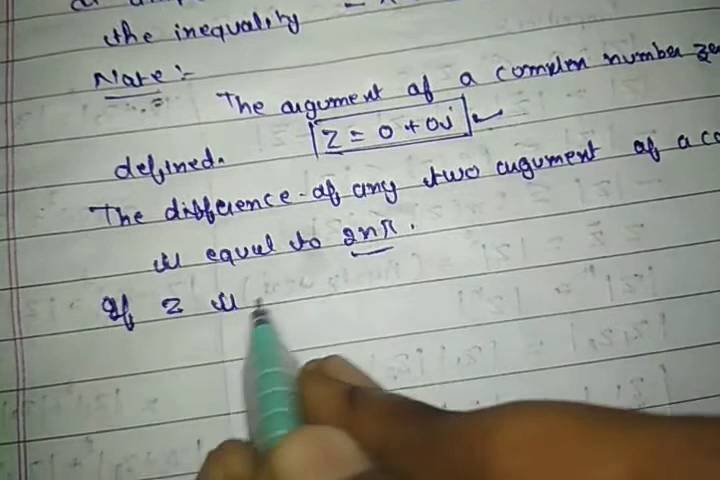 the inequality -
Note :-
The argument of a complex number
Z = 0 + 0i
defined.
The difference of any two argument of a
is equal to 2nπ.
If z is